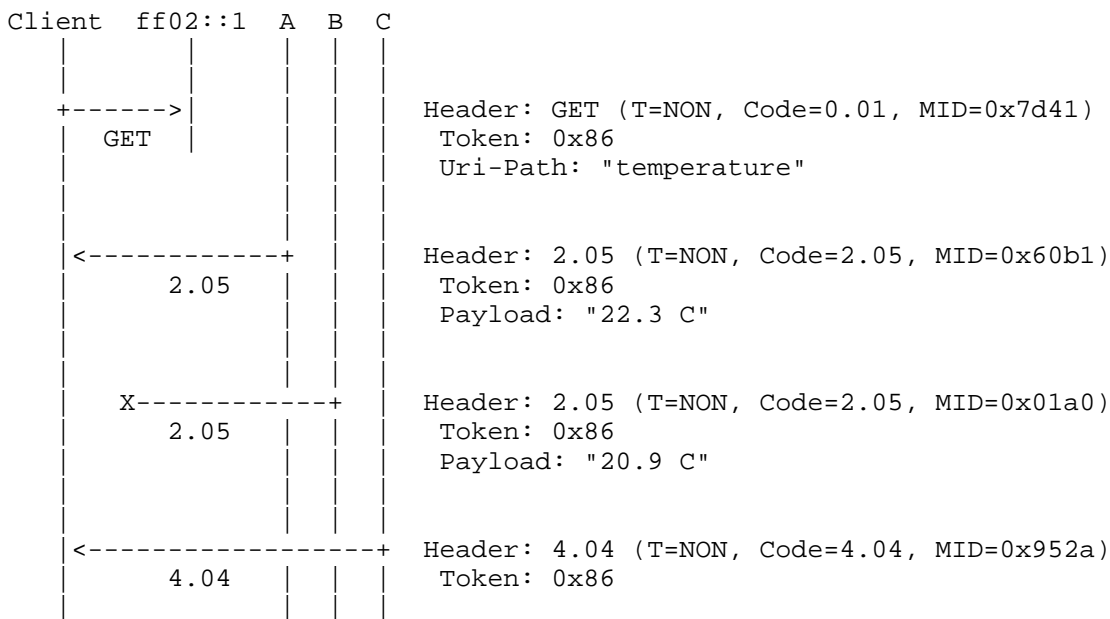 Client ff02::1 A B C
GET
Header: GET (T=NON, Code=0.01, MID=0x7d41)
Token: 0x86
Uri-Path: "temperature"
2.05
Header: 2.05 (T=NON, Code=2.05, MID=0x60b1)
Token: 0x86
Payload: "22.3 C"
X
2.05
Header: 2.05 (T=NON, Code=2.05, MID=0x01a0)
Token: 0x86
Payload: "20.9 C"
4.04
Header: 4.04 (T=NON, Code=4.04, MID=0x952a)
Token: 0x86